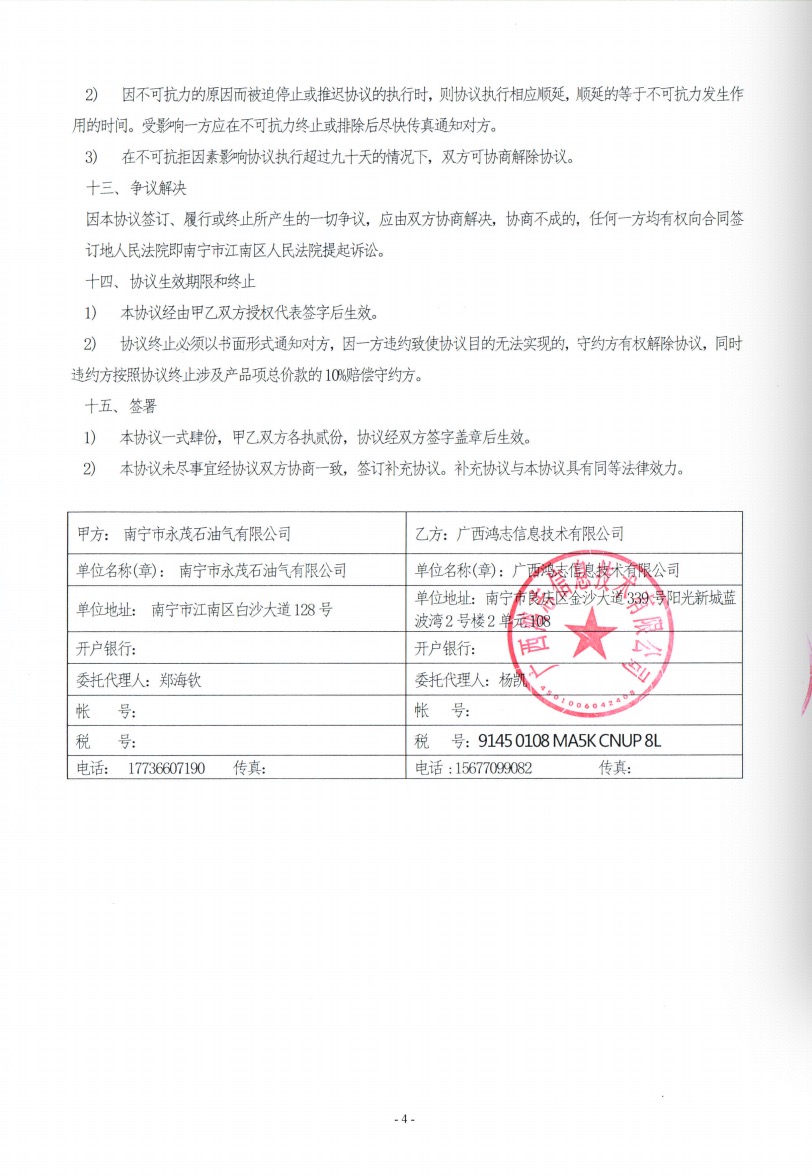 2) 因不可抗力的原因而被迫停止或推迟协议的执行时，则协议执行相应顺延，顺延的等于不可抗力发生作
用的时间。受影响一方应在不可抗力终止或排除后尽快传真通知对方。
3) 在不可抗拒因素影响协议执行超过九十天的情况下，双方可协商解除协议。
十三、争议解决
因本协议签订、履行或终止所产生的一切争议，应由双方协商解决，协商不成的，任何一方均有权向合同签
订地人民法院即南宁市江南区人民法院提起诉讼。
十四、协议生效期限和终止
1) 本协议经由甲乙双方授权代表签字后生效。
2) 协议终止必须以书面形式通知对方，因一方违约致使协议目的无法实现的，守约方有权解除协议，同时
违约方按照协议终止涉及产品项总价款的10%赔偿守约方。
十五、签署
1) 本协议一式肆份，甲乙双方各执贰份，协议经双方签字盖章后生效。
2) 本协议未尽事宜经协议双方协商一致，签订补充协议。补充协议与本协议具有同等法律效力。
甲方： 南宁市永茂石油气有限公司
乙方：广西鸿志信息技术有限公司
单位名称(章)： 南宁市永茂石油气有限公司
单位名称(章)：广西鸿志信息技术有限公司
单位地址： 南宁市江南区白沙大道128号
单位地址：南宁市良庆区金沙大道339号阳光新城蓝
波湾2号楼2单元108
开户银行：
开户银行：
委托代理人：郑海钦
委托代理人：杨凯
帐 号：
帐 号：
税 号：
税 号：9145 0108 MA5K CNUP 8L
电话： 17736607190 传真：
电话：15677099082 传真：
广西鸿志信息技术有限公司
4501006042408
- 4 -